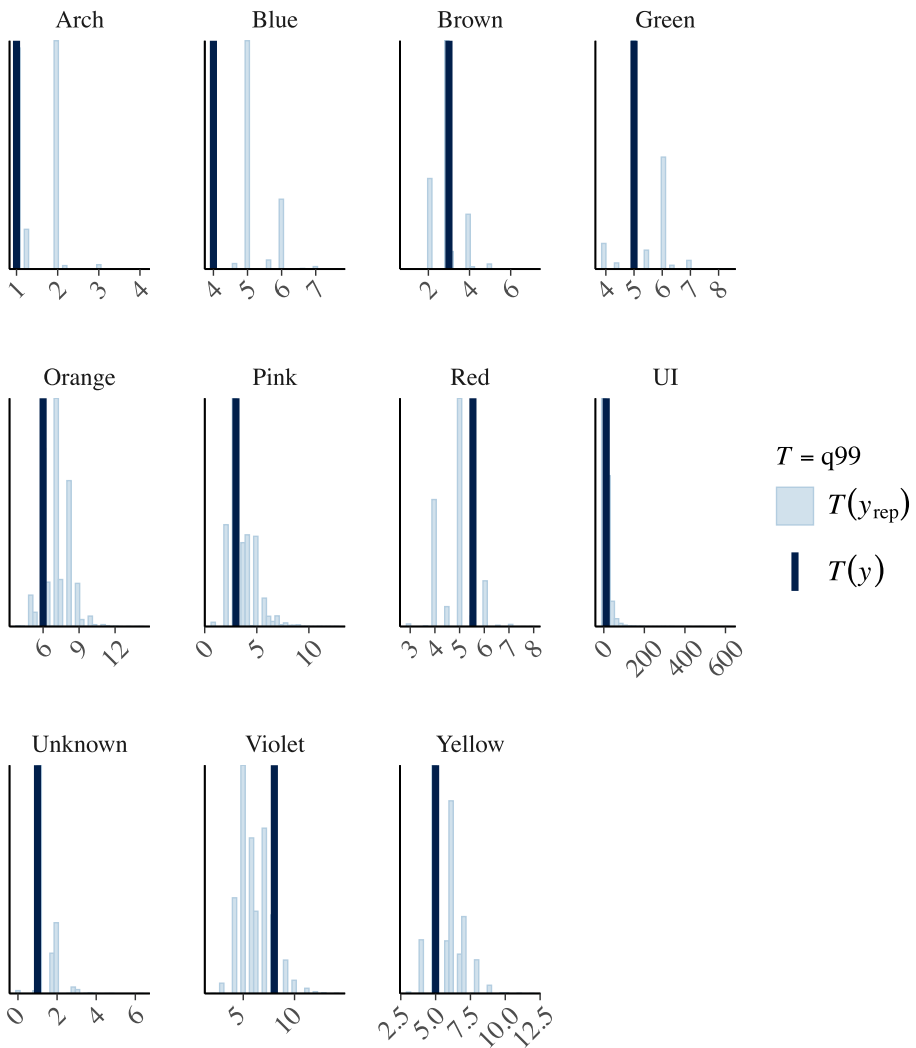 Arch Blue Brown Green
1 2 3 4 4 5 6 7 2 4 6 4 5 6 7 8
Orange Pink Red UI
T = q99
T(y_rep)
T(y)
6 9 12 0 5 10 3 4 5 6 7 8 0 200 400 600
Unknown Violet Yellow
0 2 4 6 5 10 2.5 5.0 7.5 10.0 12.5